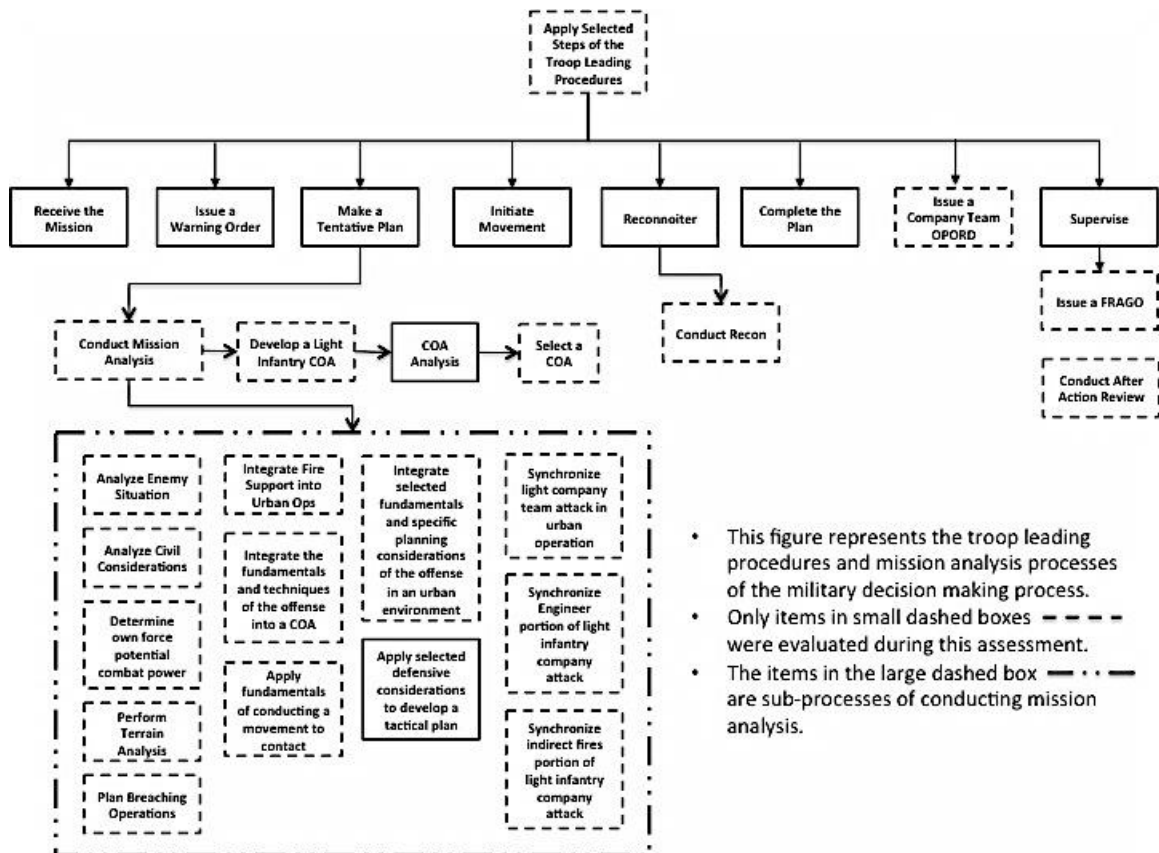 Apply Selected
Steps of the
Troop Leading
Procedures
Receive the
Mission
Issue a
Warning Order
Make a
Tentative Plan
Initiate
Movement
Reconnoiter
Complete the
Plan
Issue a
Company Team
OPORD
Supervise
Issue a FRAGO
Conduct Recon
Conduct Mission
Analysis
Develop a Light
Infantry COA
COA
Analysis
Select a
COA
Conduct After
Action Review
Analyze Enemy
Situation
Analyze Civil
Considerations
Determine
own force
potential
combat power
Perform
Terrain
Analysis
Plan Breaching
Operations
Integrate Fire
Support into
Urban Ops
Integrate the
fundamentals
and techniques
of the offense
into a COA
Apply
fundamentals
of conducting a
movement to
contact
Integrate
selected
fundamentals
and specific
planning
considerations
of the offense
in an urban
environment
Apply selected
defensive
considerations
to develop a
tactical plan
Synchronize
light company
team attack in
urban
operation
Synchronize
Engineer
portion of light
infantry
company
attack
Synchronize
indirect fires
portion of
light infantry
company
attack
• This figure represents the troop leading
procedures and mission analysis processes
of the military decision making process.
• Only items in small dashed boxes
were evaluated during this assessment.
• The items in the large dashed box
are sub-processes of conducting mission
analysis.